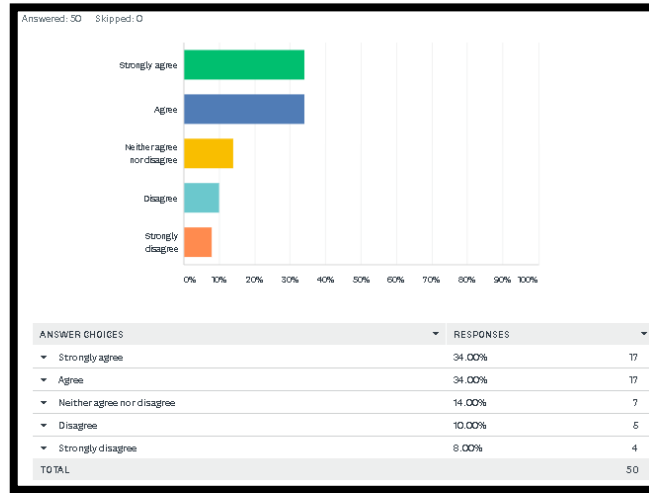 Answered: 50 Skipped: 0
Strongly agree
Agree
Neither agree
nor disagree
Disagree
Strongly
disagree
0% 10% 20% 30% 40% 50% 60% 70% 80% 90% 100%
ANSWER CHOICES RESPONSES
Strongly agree 34.00% 17
Agree 34.00% 17
Neither agree nor disagree 14.00% 7
Disagree 10.00% 5
Strongly disagree 8.00% 4
TOTAL 50